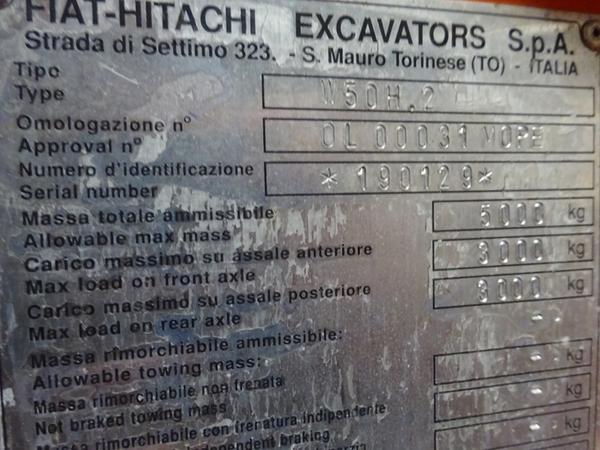 FIAT-HITACHI EXCAVATORS S.p.A.
Strada di Settimo 323. - S. Mauro Torinese (TO) - ITALIA
Tipo
Type W50H.2
Omologazione n°
Approval n° OL 00031 MOPE
Numero d'identificazione
Serial number *190129*
Massa totale ammissibile
Allowable max mass 5000 kg
Carico massimo su assale anteriore
Max load on front axle 3000 kg
Carico massimo su assale posteriore
Max load on rear axle 3000 kg
Massa rimorchiabile ammissibile: -
Allowable towing mass: - kg
Massa rimorchiabile non frenata
Not braked towing mass - kg
Massa rimorchiabile con frenatura indipendente
independent braking - kg